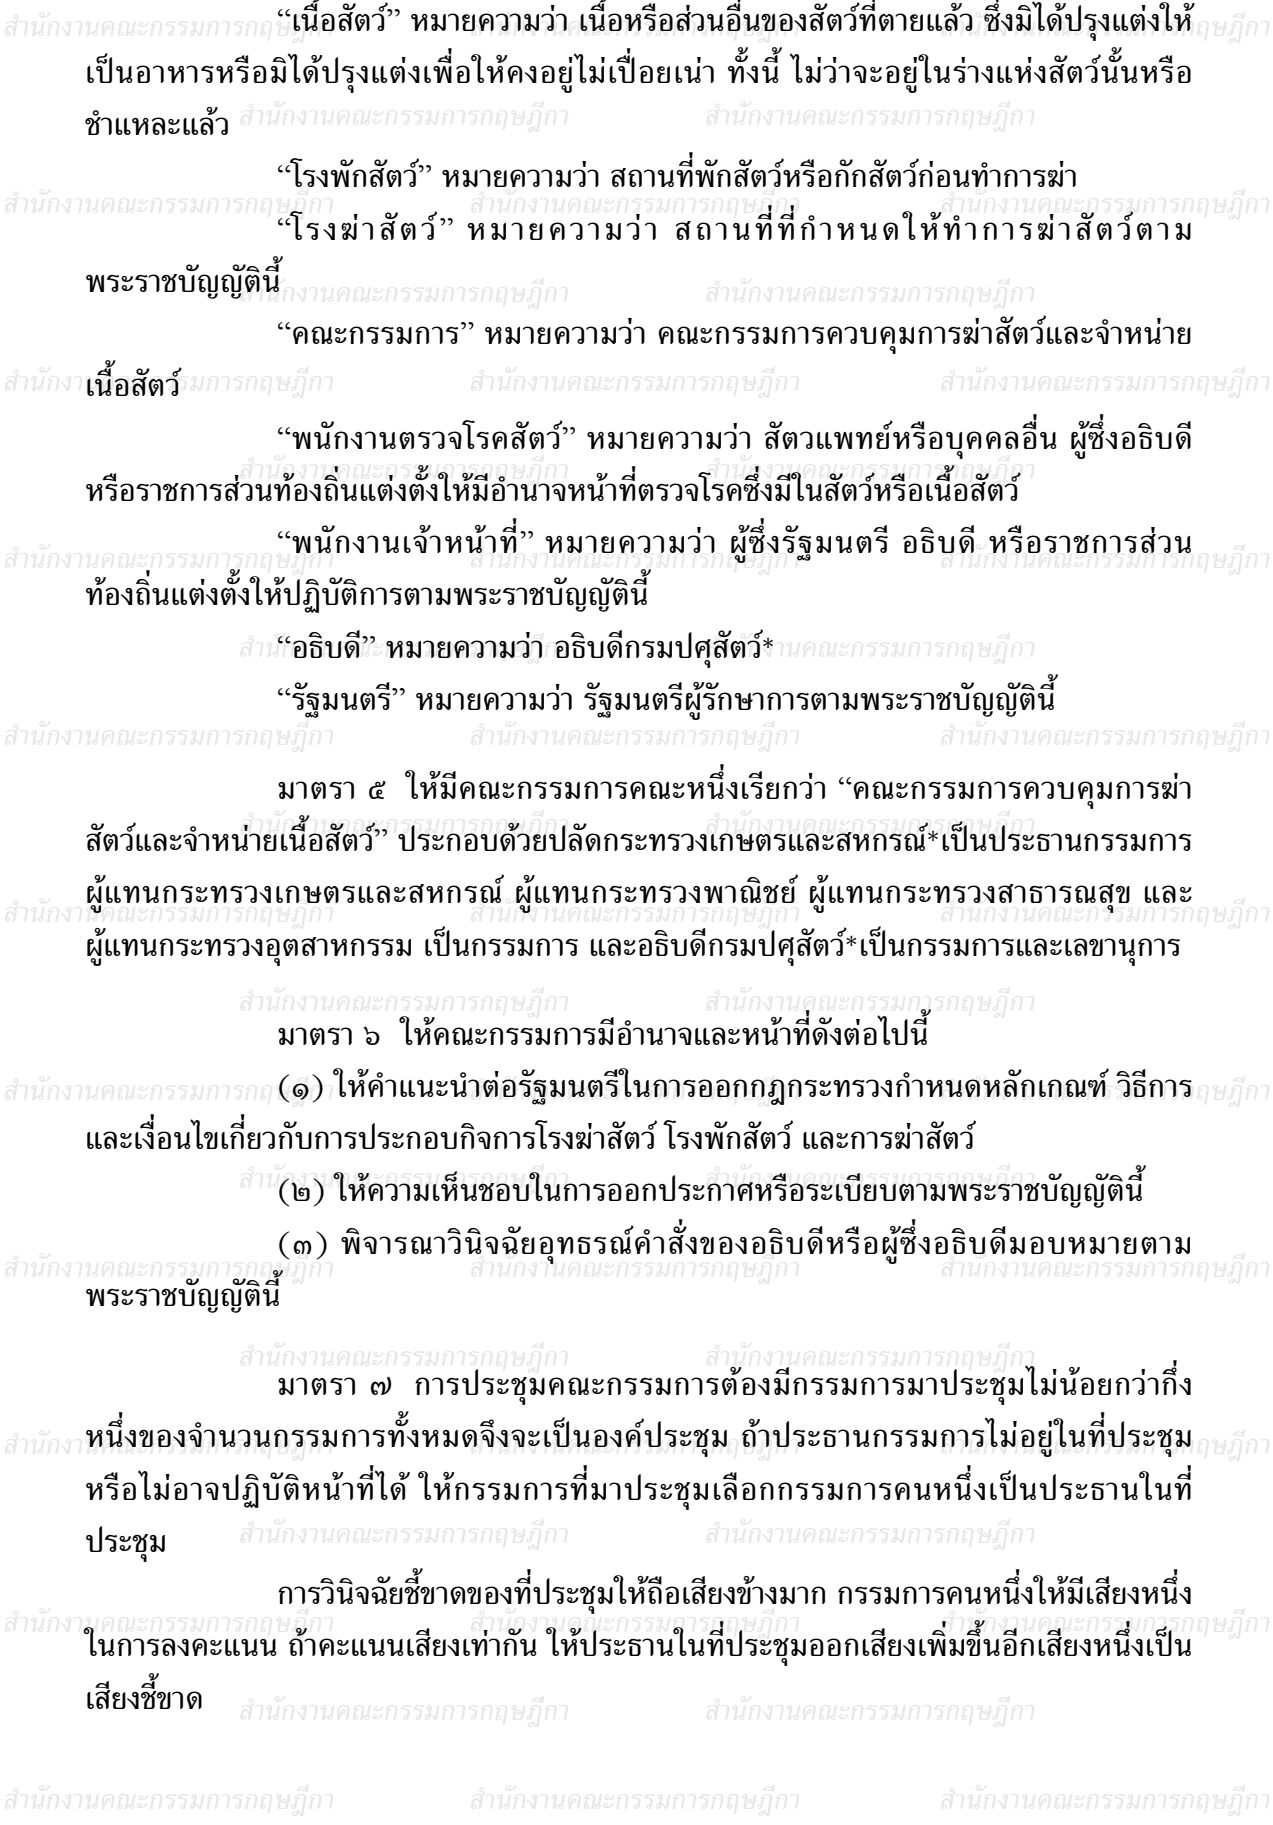 “เนื้อสัตว์” หมายความว่า เนื้อหรือส่วนอื่นของสัตว์ที่ตายแล้ว ซึ่งมิได้ปรุงแต่งให้
เป็นอาหารหรือมิได้ปรุงแต่งเพื่อให้คงอยู่ไม่เปื่อยเน่า ทั้งนี้ ไม่ว่าจะอยู่ในร่างแห่งสัตว์นั้นหรือ
ชำแหละแล้ว
“โรงพักสัตว์” หมายความว่า สถานที่พักสัตว์หรือกักสัตว์ก่อนทำการฆ่า
“โรงฆ่าสัตว์” หมายความว่า สถานที่ที่กำหนดให้ทำการฆ่าสัตว์ตาม
พระราชบัญญัตินี้
“คณะกรรมการ” หมายความว่า คณะกรรมการควบคุมการฆ่าสัตว์และจำหน่าย
เนื้อสัตว์
“พนักงานตรวจโรคสัตว์” หมายความว่า สัตวแพทย์หรือบุคคลอื่น ผู้ซึ่งอธิบดี
หรือราชการส่วนท้องถิ่นแต่งตั้งให้มีอำนาจหน้าที่ตรวจโรคซึ่งมีในสัตว์หรือเนื้อสัตว์
“พนักงานเจ้าหน้าที่” หมายความว่า ผู้ซึ่งรัฐมนตรี อธิบดี หรือราชการส่วน
ท้องถิ่นแต่งตั้งให้ปฏิบัติการตามพระราชบัญญัตินี้
“อธิบดี” หมายความว่า อธิบดีกรมปศุสัตว์*
“รัฐมนตรี” หมายความว่า รัฐมนตรีผู้รักษาการตามพระราชบัญญัตินี้
มาตรา ๕ ให้มีคณะกรรมการคณะหนึ่งเรียกว่า “คณะกรรมการควบคุมการฆ่า
สัตว์และจำหน่ายเนื้อสัตว์” ประกอบด้วยปลัดกระทรวงเกษตรและสหกรณ์*เป็นประธานกรรมการ
ผู้แทนกระทรวงเกษตรและสหกรณ์ ผู้แทนกระทรวงพาณิชย์ ผู้แทนกระทรวงสาธารณสุข และ
ผู้แทนกระทรวงอุตสาหกรรม เป็นกรรมการ และอธิบดีกรมปศุสัตว์*เป็นกรรมการและเลขานุการ
มาตรา ๖ ให้คณะกรรมการมีอำนาจและหน้าที่ดังต่อไปนี้
(๑) ให้คำแนะนำต่อรัฐมนตรีในการออกกฎกระทรวงกำหนดหลักเกณฑ์ วิธีการ
และเงื่อนไขเกี่ยวกับการประกอบกิจการโรงฆ่าสัตว์ โรงพักสัตว์ และการฆ่าสัตว์
(๒) ให้ความเห็นชอบในการออกประกาศหรือระเบียบตามพระราชบัญญัตินี้
(๓) พิจารณาวินิจฉัยอุทธรณ์คำสั่งของอธิบดีหรือผู้ซึ่งอธิบดีมอบหมายตาม
พระราชบัญญัตินี้
มาตรา ๗ การประชุมคณะกรรมการต้องมีกรรมการมาประชุมไม่น้อยกว่ากึ่ง
หนึ่งของจำนวนกรรมการทั้งหมดจึงจะเป็นองค์ประชุม ถ้าประธานกรรมการไม่อยู่ในที่ประชุม
หรือไม่อาจปฏิบัติหน้าที่ได้ ให้กรรมการที่มาประชุมเลือกกรรมการคนหนึ่งเป็นประธานในที่
ประชุม
การวินิจฉัยชี้ขาดของที่ประชุมให้ถือเสียงข้างมาก กรรมการคนหนึ่งให้มีเสียงหนึ่ง
ในการลงคะแนน ถ้าคะแนนเสียงเท่ากัน ให้ประธานในที่ประชุมออกเสียงเพิ่มขึ้นอีกเสียงหนึ่งเป็น
เสียงชี้ขาด
สำนักงานคณะกรรมการกฤษฎีกา สำนักงานคณะกรรมการกฤษฎีกา สำนักงานคณะกรรมการกฤษฎีกา